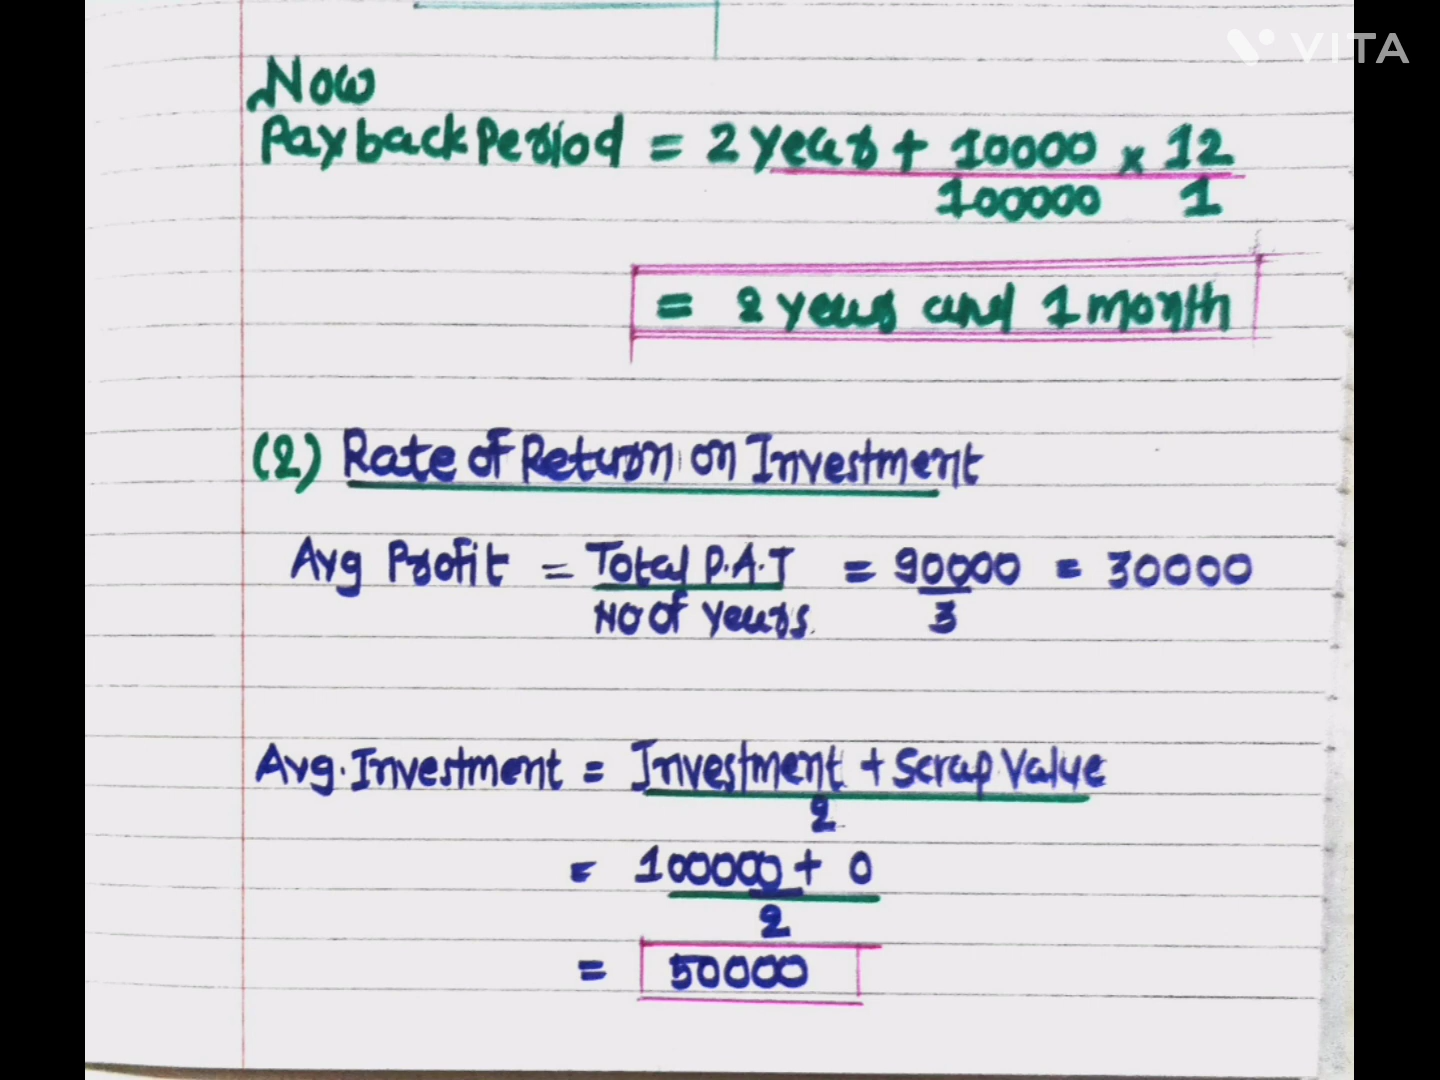 VITA
Now
Payback Period = 2 years + 10000 x 12
100000 1
= 2 years and 1 month
(2) Rate of Return on Investment
Avg Profit = Total P.A.T = 90000 = 30000
No of years. 3
Avg. Investment = Investment + Scrap Value
2
= 100000 + 0
2
= 50000